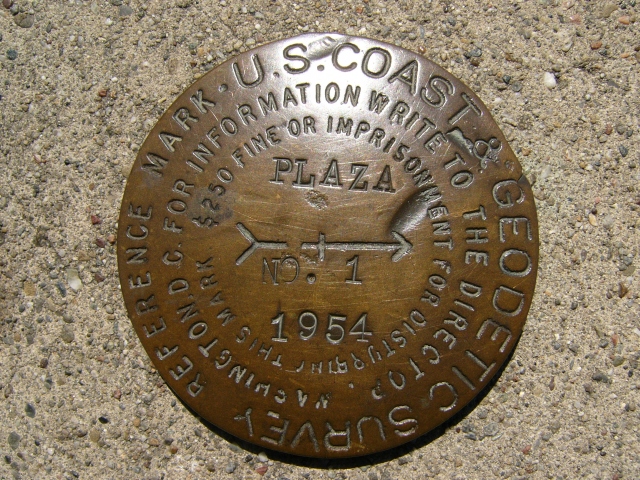 U.S. COAST & GEODETIC SURVEY
REFERENCE MARK.
FOR INFORMATION WRITE TO THE DIRECTOR, WASHINGTON D.C.
$250 FINE OR IMPRISONMENT FOR DISTURBING THIS MARK
PLAZA
NO. 1
1954